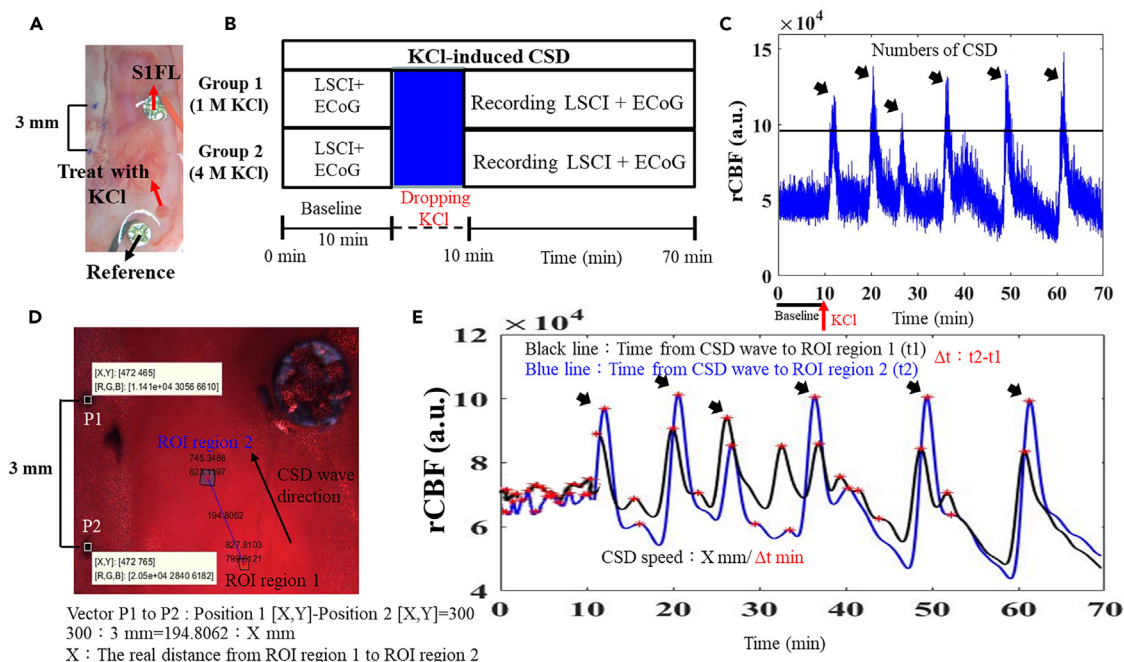 A
S1FL
3 mm
Treat with
KCl
Reference
B
KCl-induced CSD
Group 1
(1 M KCl)
LSCI+
ECoG
Recording LSCI + ECoG
Group 2
(4 M KCl)
LSCI+
ECoG
Recording LSCI + ECoG
Dropping
KCl
Baseline
10 min
0 min
10 min
Time (min)
70 min
C
× 10⁴
Numbers of CSD
15
10
5
0
rCBF (a.u.)
0 10 20 30 40 50 60 70
Baseline
KCl
Time (min)
D
[X,Y]: [472 465]
[R,G,B]: [1.141e+04 3056 6610]
P1
ROI region 2
745.3488
CSD wave
direction
3 mm
194.8062
P2
827.8103
[X,Y]: [472 765]
[R,G,B]: [2.05e+04 2840 6182]
ROI region 1
Vector P1 to P2 : Position 1 [X,Y]-Position 2 [X,Y]=300
300 : 3 mm=194.8062 : X mm
X : The real distance from ROI region 1 to ROI region 2
E
× 10⁴
Black line : Time from CSD wave to ROI region 1 (t1)
Blue line : Time from CSD wave to ROI region 2 (t2)
Δt : t2-t1
12
10
8
6
4
rCBF (a.u.)
CSD speed : X mm/ Δt min
0 10 20 30 40 50 60 70
Time (min)